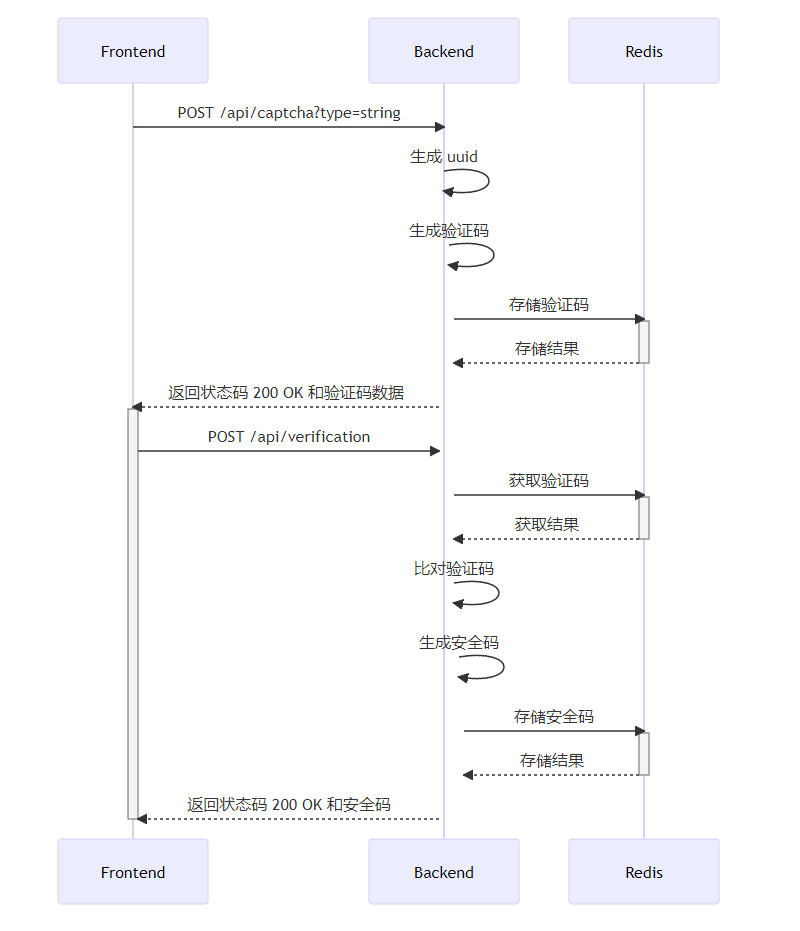 Frontend
Backend
Redis
POST /api/captcha?type=string
生成 uuid
生成验证码
存储验证码
存储结果
返回状态码 200 OK 和验证码数据
POST /api/verification
获取验证码
获取结果
比对验证码
生成安全码
存储安全码
存储结果
返回状态码 200 OK 和安全码
Frontend
Backend
Redis